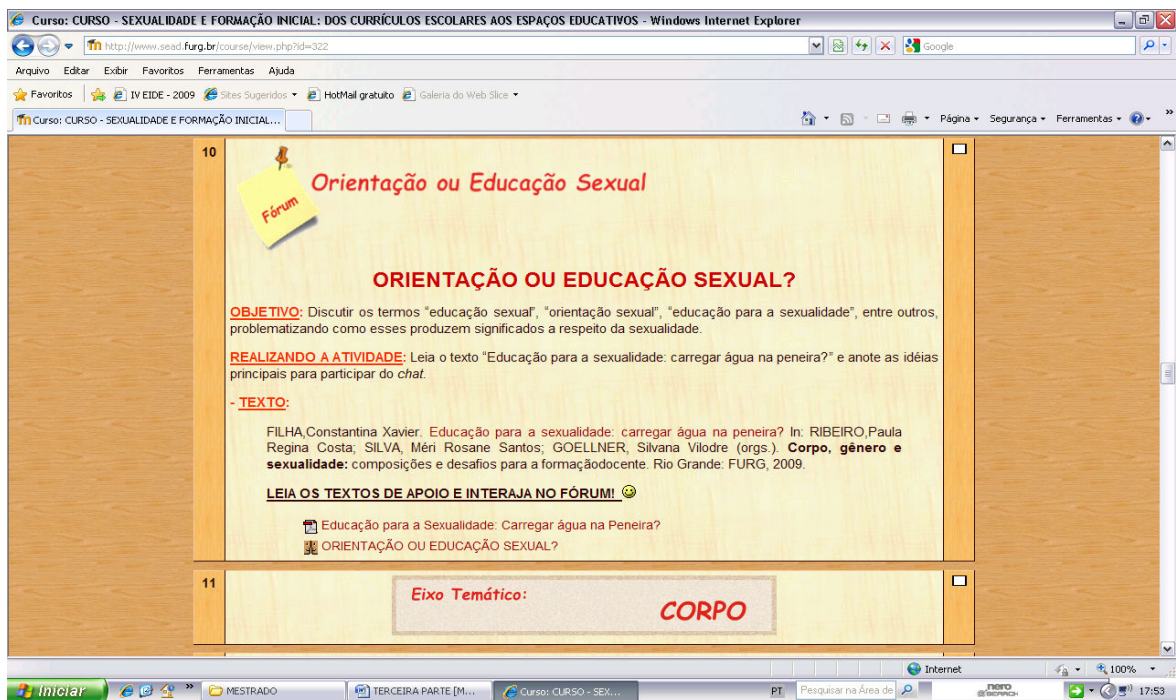 Curso: CURSO - SEXUALIDADE E FORMAÇÃO INICIAL: DOS CURRÍCULOS ESCOLARES AOS ESPAÇOS EDUCATIVOS - Windows Internet Explorer
http://www.sead.furg.br/course/view.php?id=322
Google
Arquivo Editar Exibir Favoritos Ferramentas Ajuda
Favoritos IV EIDE - 2009 Sites Sugeridos HotMail gratuito Galeria do Web Slice
Curso: CURSO - SEXUALIDADE E FORMAÇÃO INICIAL:... Página Segurança Ferramentas
10
Fórum
Orientação ou Educação Sexual
ORIENTAÇÃO OU EDUCAÇÃO SEXUAL?
OBJETIVO: Discutir os termos "educação sexual", "orientação sexual", "educação para a sexualidade", entre outros,
problematizando como esses produzem significados a respeito da sexualidade.
REALIZANDO A ATIVIDADE: Leia o texto "Educação para a sexualidade: carregar água na peneira?" e anote as idéias
principais para participar do chat.
- TEXTO:
FILHA,Constantina Xavier. Educação para a sexualidade: carregar água na peneira? In: RIBEIRO,Paula
Regina Costa; SILVA, Méri Rosane Santos; GOELLNER, Silvana Vilodre (orgs.). Corpo, gênero e
sexualidade: composições e desafios para a formaçãodocente. Rio Grande: FURG, 2009.
LEIA OS TEXTOS DE APOIO E INTERAJA NO FÓRUM!
Educação para a Sexualidade: Carregar água na Peneira?
ORIENTAÇÃO OU EDUCAÇÃO SEXUAL?
11
Eixo Temático:
CORPO
Internet 100%
Iniciar MESTRADO TERCEIRA PARTE [M... Curso: CURSO - SEX... PT Pesquisar na Área de nero SEARCH 17:59